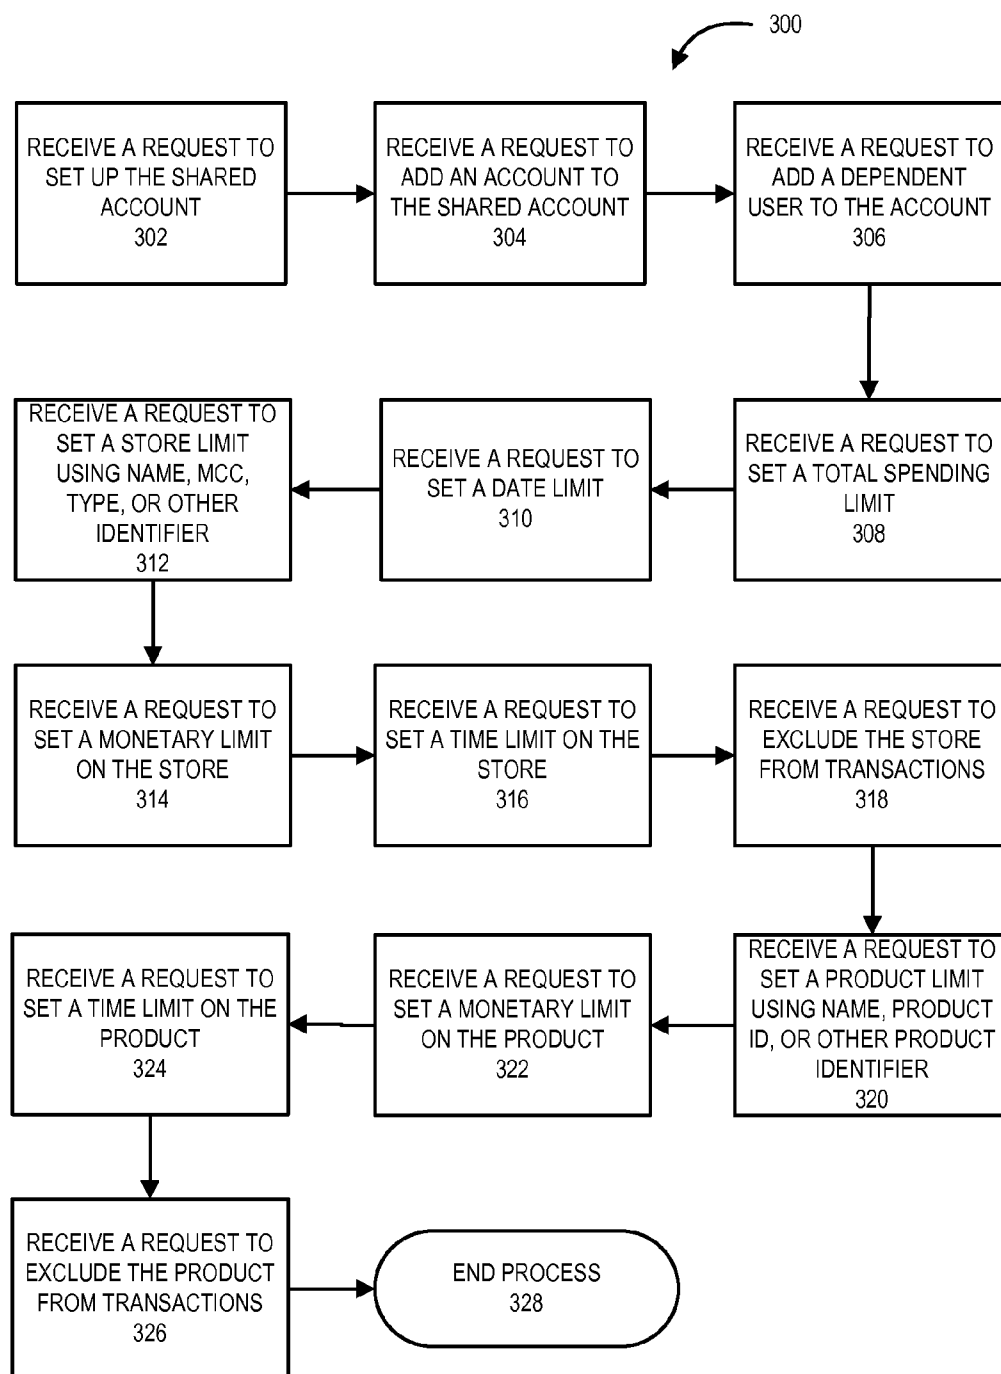 300
RECEIVE A REQUEST TO
SET UP THE SHARED
ACCOUNT
302
RECEIVE A REQUEST TO
ADD AN ACCOUNT TO
THE SHARED ACCOUNT
304
RECEIVE A REQUEST TO
ADD A DEPENDENT
USER TO THE ACCOUNT
306
RECEIVE A REQUEST TO
SET A TOTAL SPENDING
LIMIT
308
RECEIVE A REQUEST TO
SET A DATE LIMIT
310
RECEIVE A REQUEST TO
SET A STORE LIMIT
USING NAME, MCC,
TYPE, OR OTHER
IDENTIFIER
312
RECEIVE A REQUEST TO
SET A MONETARY LIMIT
ON THE STORE
314
RECEIVE A REQUEST TO
SET A TIME LIMIT ON THE
STORE
316
RECEIVE A REQUEST TO
EXCLUDE THE STORE
FROM TRANSACTIONS
318
RECEIVE A REQUEST TO
SET A PRODUCT LIMIT
USING NAME, PRODUCT
ID, OR OTHER PRODUCT
IDENTIFIER
320
RECEIVE A REQUEST TO
SET A MONETARY LIMIT
ON THE PRODUCT
322
RECEIVE A REQUEST TO
SET A TIME LIMIT ON THE
PRODUCT
324
RECEIVE A REQUEST TO
EXCLUDE THE PRODUCT
FROM TRANSACTIONS
326
END PROCESS
328